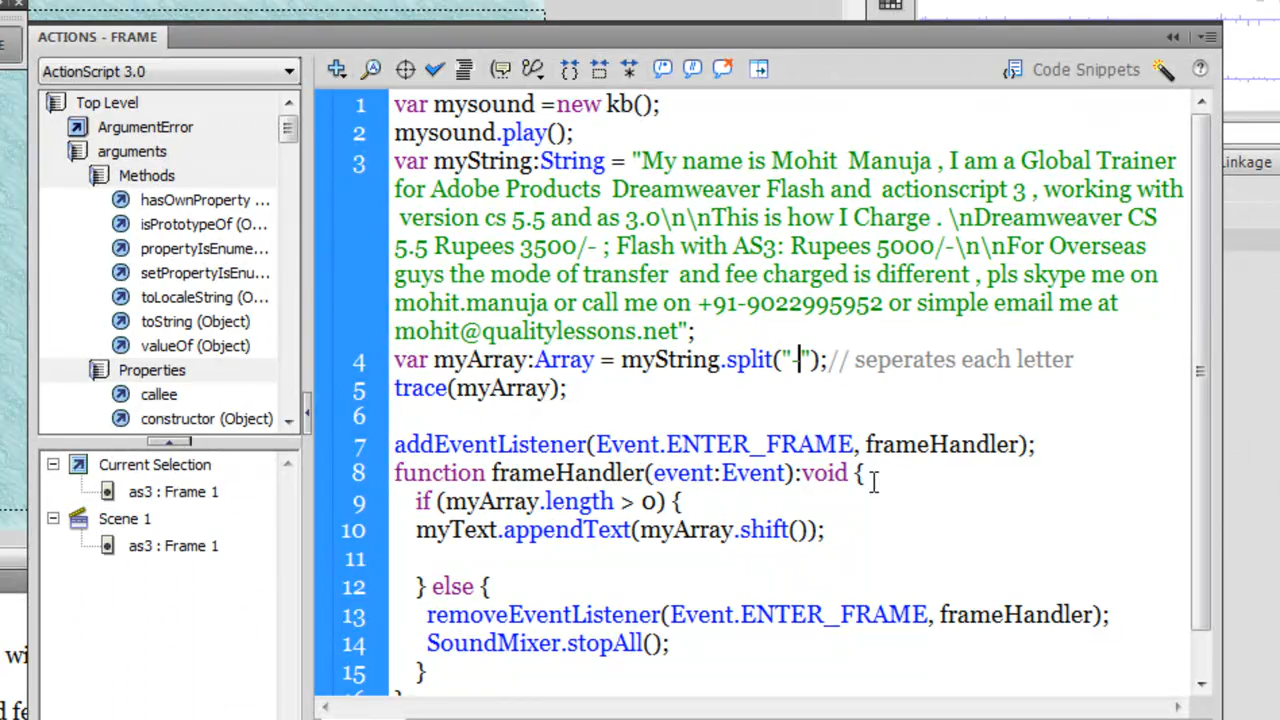 ACTIONS - FRAME
ActionScript 3.0
Code Snippets
Top Level
ArgumentError
arguments
Methods
hasOwnProperty ...
isPrototypeOf (O...
propertyIsEnume...
setPropertyIsEnu...
toLocaleString (O...
toString (Object)
valueOf (Object)
Properties
callee
constructor (Object)
Current Selection
as3 : Frame 1
Scene 1
as3 : Frame 1
1 var mysound =new kb();
2 mysound.play();
3 var myString:String = "My name is Mohit  Manuja , I am a Global Trainer
for Adobe Products  Dreamweaver Flash and  actionscript 3 , working with
version cs 5.5 and as 3.0\n\nThis is how I Charge . \nDreamweaver CS
5.5 Rupees 3500/- ; Flash with AS3: Rupees 5000/-\n\nFor Overseas
guys the mode of transfer  and fee charged is different , pls skype me on
mohit.manuja or call me on +91-9022995952 or simple email me at
mohit@qualitylessons.net";
4 var myArray:Array = myString.split("-");// seperates each letter
5 trace(myArray);
6
7 addEventListener(Event.ENTER_FRAME, frameHandler);
8 function frameHandler(event:Event):void {
9 if (myArray.length > 0) {
10 myText.appendText(myArray.shift());
11
12 } else {
13 removeEventListener(Event.ENTER_FRAME, frameHandler);
14 SoundMixer.stopAll();
15 }
Linkage
wi
d fe